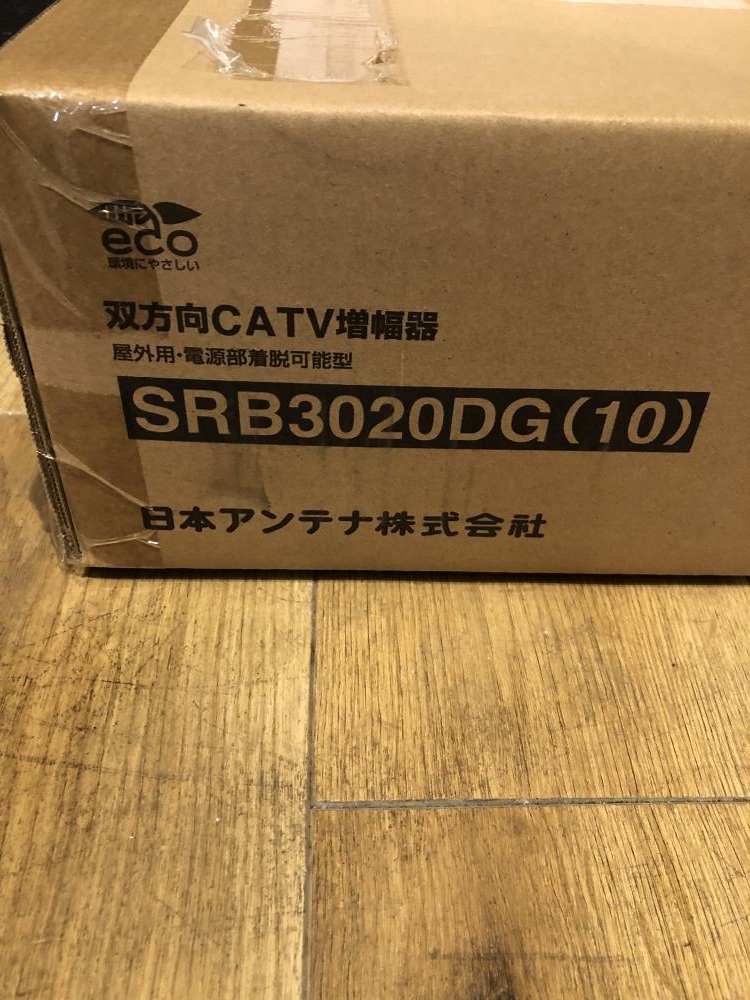 eco
環境にやさしい
双方向CATV増幅器
屋外用・電源部着脱可能型
SRB3020DG(10)
日本アンテナ株式会社